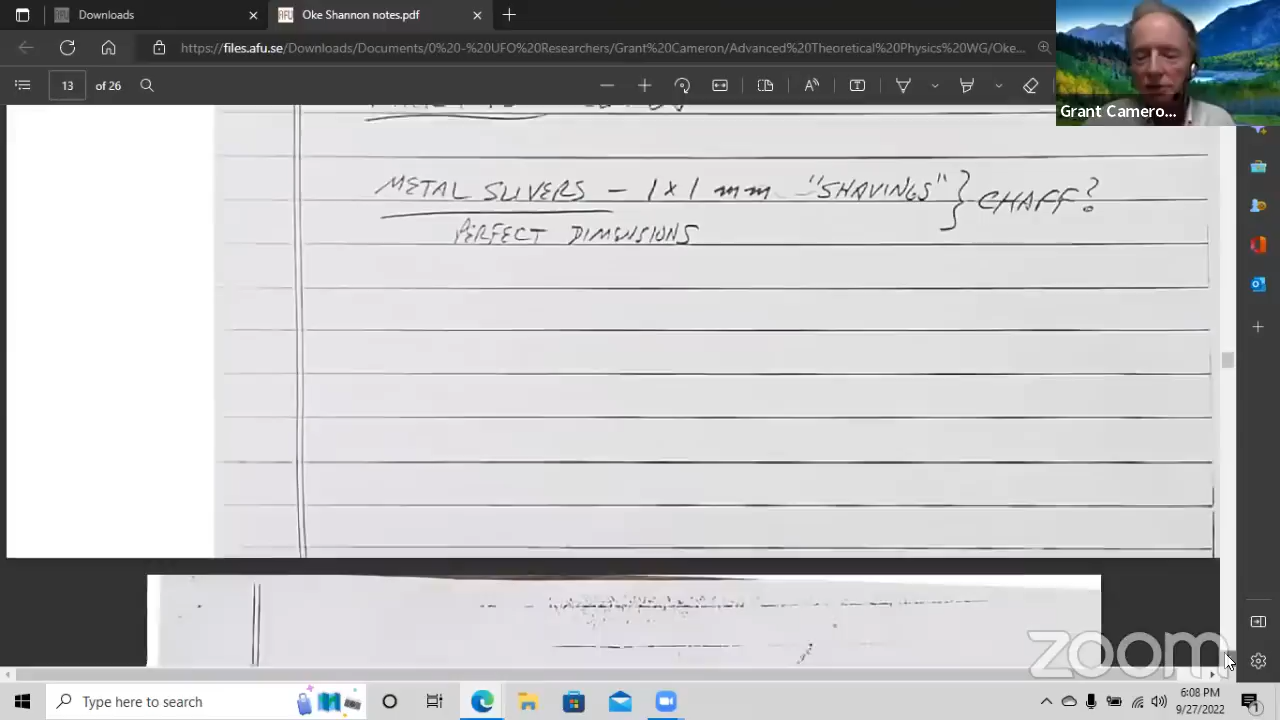 Downloads
Oke Shannon notes.pdf
https://files.afu.se/Downloads/Documents/0%20-%20UFO%20Researchers/Grant%20Cameron/Advanced%20Theoretical%20Physics%20WG/Oke...
13 of 26
Grant Camero...
METAL SLIVERS - 1 X 1 mm "SHAVINGS" } CHAFF?
PERFECT DIMENSIONS
zoom
Type here to search
6:08 PM
9/27/2022